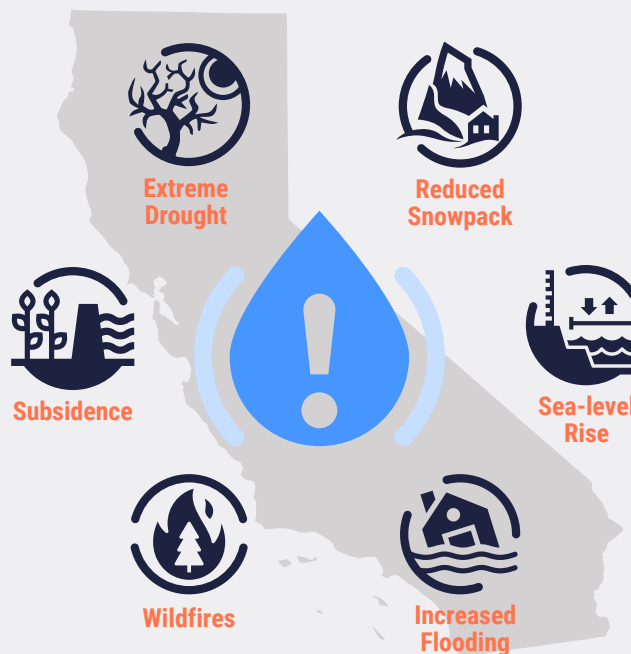 Extreme
Drought
Reduced
Snowpack
!
Subsidence
Sea-level
Rise
Wildfires
Increased
Flooding